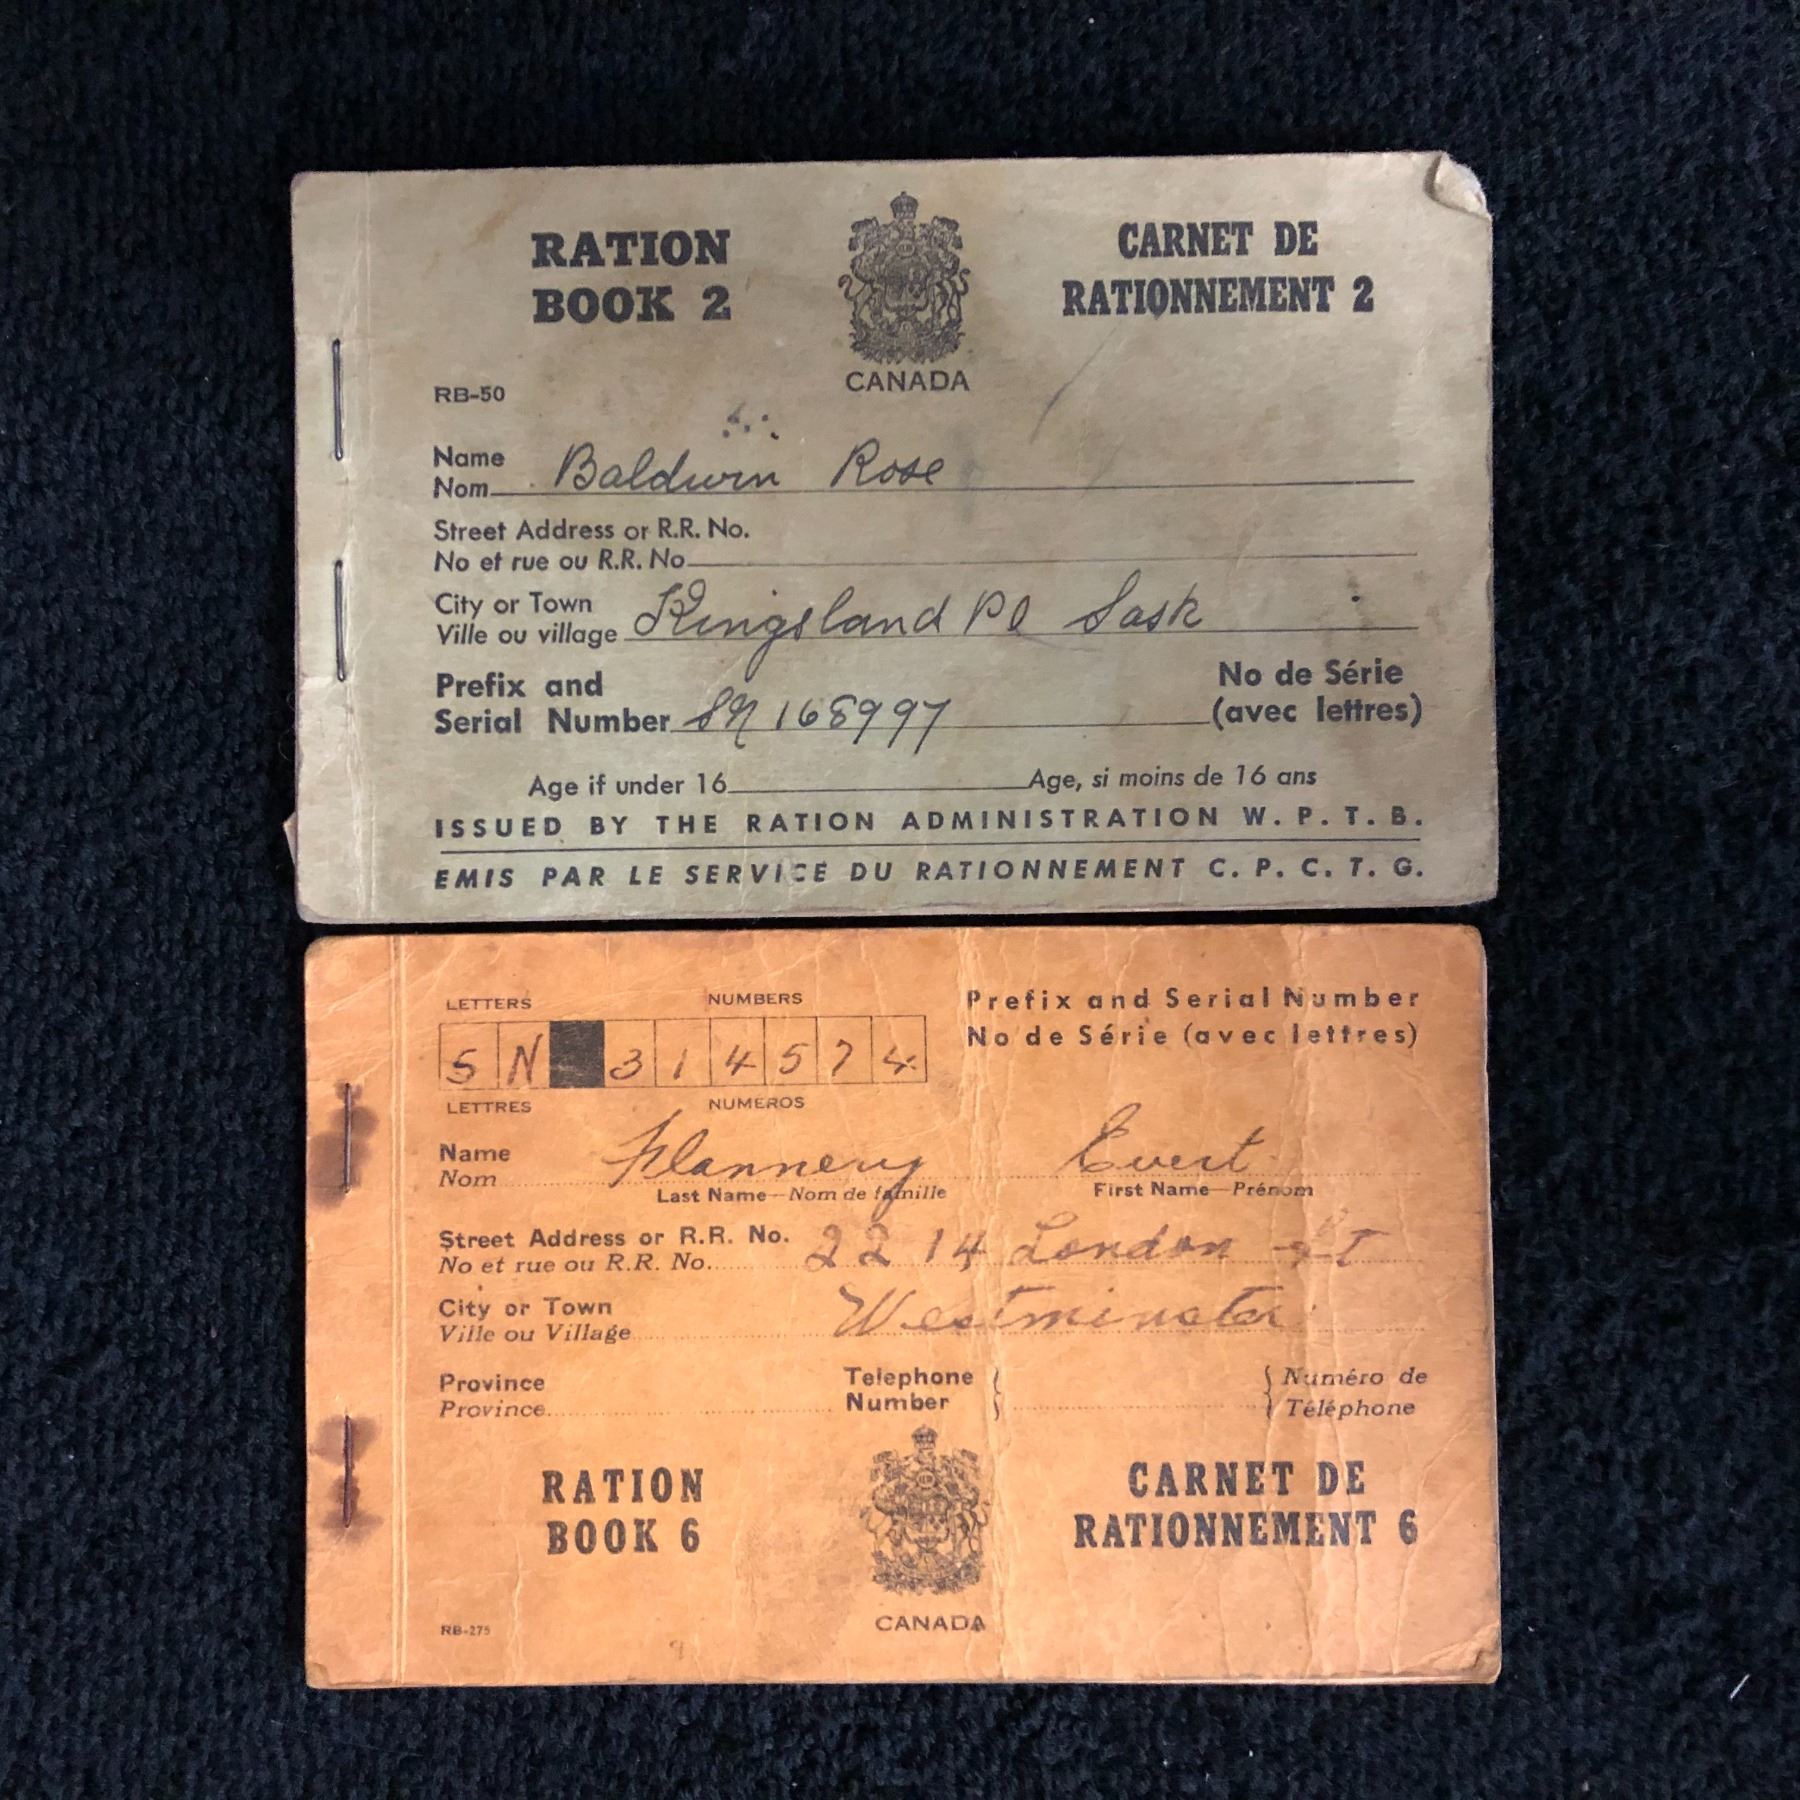 RATION
BOOK 2
CANADA
CARNET DE
RATIONNEMENT 2
RB-50
Name
Nom Baldwin Rose
Street Address or R.R. No.
No et rue ou R.R. No
City or Town
Ville ou village Kingsland Pl Sask
Prefix and
Serial Number SN 168997
No de Série
(avec lettres)
Age if under 16 Age, si moins de 16 ans
ISSUED BY THE RATION ADMINISTRATION W. P. T. B.
EMIS PAR LE SERVICE DU RATIONNEMENT C. P. C. T. G.
LETTERS NUMBERS
S N 3 1 4 5 7 4
LETTRES NUMEROS
Prefix and Serial Number
No de Série (avec lettres)
Name
Nom Flannery Evert
Last Name—Nom de famille First Name—Prénom
Street Address or R.R. No.
No et rue ou R.R. No. 2214 London St
City or Town
Ville ou Village Westminster
Province
Province
Telephone
Number
Numéro de
Téléphone
RATION
BOOK 6
CANADA
CARNET DE
RATIONNEMENT 6
RB-275